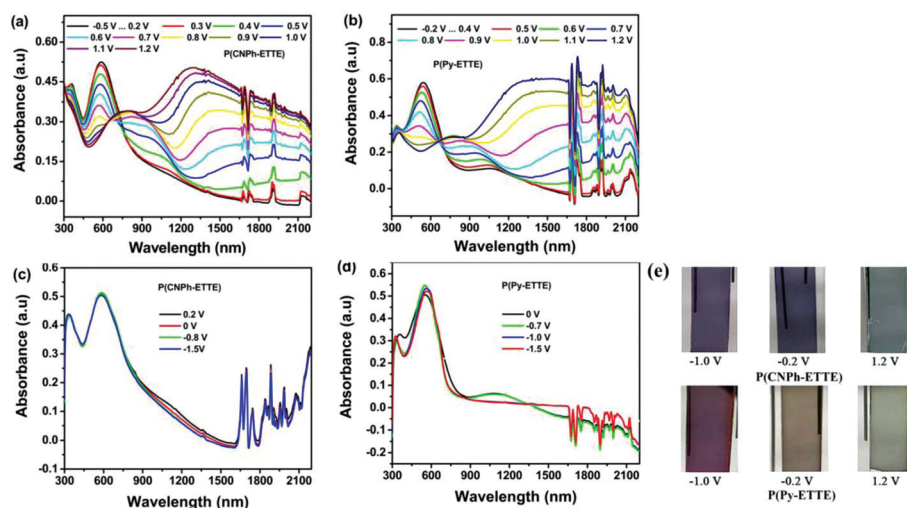 (a)
-0.5 V ... 0.2 V 0.3 V 0.4 V 0.5 V
0.6 V 0.7 V 0.8 V 0.9 V 1.0 V
1.1 V 1.2 V
P(CNPh-ETTE)
Absorbance (a.u)
0.60
0.45
0.30
0.15
0.00
300 600 900 1200 1500 1800 2100
Wavelength (nm)
(b)
-0.2 V ... 0.4 V 0.5 V 0.6 V 0.7 V
0.8 V 0.9 V 1.0 V 1.1 V 1.2 V
P(Py-ETTE)
Absorbance (a.u)
0.8
0.6
0.4
0.2
0.0
300 600 900 1200 1500 1800 2100
Wavelength (nm)
(c)
P(CNPh-ETTE)
0.2 V
0 V
-0.8 V
-1.5V
Absorbance (a.u)
0.6
0.5
0.4
0.3
0.2
0.1
0.0
-0.1
300 600 900 1200 1500 1800 2100
Wavelength (nm)
(d)
P(Py-ETTE)
0 V
-0.7 V
-1.0 V
-1.5 V
Absorbance (a.u)
0.5
0.4
0.3
0.2
0.1
0.0
-0.1
-0.2
300 600 900 1200 1500 1800 2100
Wavelength (nm)
(e)
-1.0 V -0.2 V 1.2 V
P(CNPh-ETTE)
-1.0 V -0.2 V 1.2 V
P(Py-ETTE)